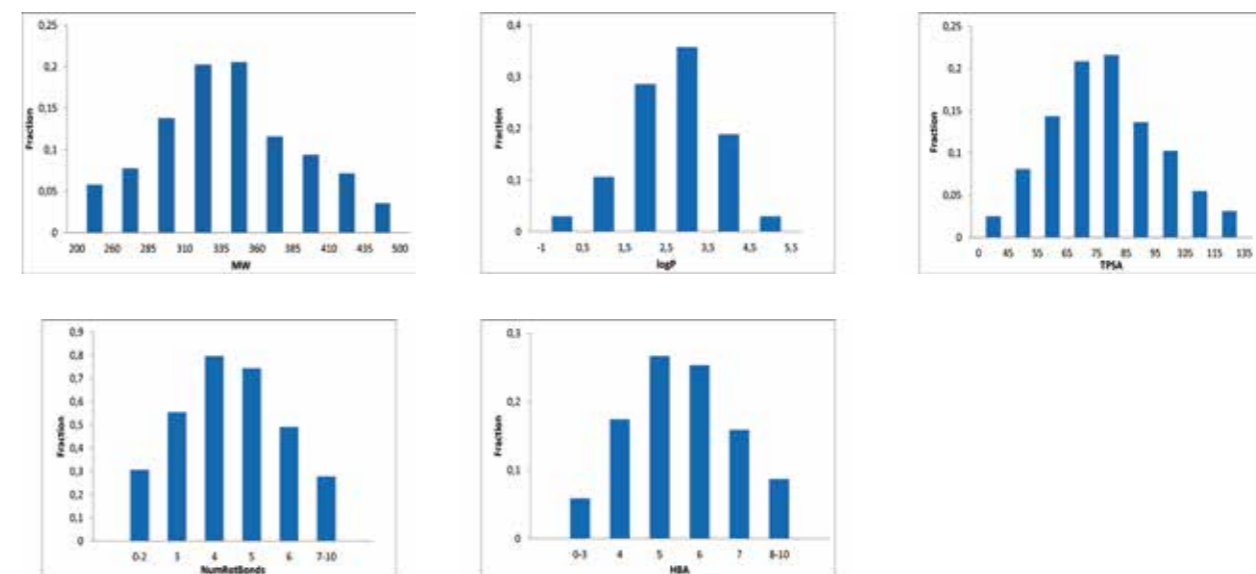 0,25
0,2
0,15
0,1
0,05
0
Fraction
200 260 285 310 335 360 385 410 435 500
MW
0,4
0,3
0,2
0,1
0
Fraction
-1 0,5 1,5 2,5 3,5 4,5 5,5
logP
0,25
0,2
0,15
0,1
0,05
0
Fraction
0 45 55 65 75 85 95 105 115 135
TPSA
0,9
0,8
0,7
0,6
0,5
0,4
0,3
0,2
0,1
0
Fraction
0-2 3 4 5 6 7-10
NumRotBonds
0,3
0,2
0,1
0
Fraction
0-3 4 5 6 7 8-10
HBA